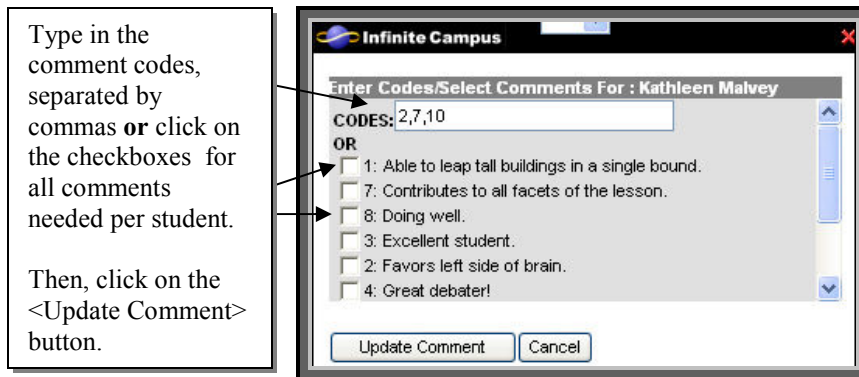 Type in the
comment codes,
separated by
commas or click on
the checkboxes for
all comments
needed per student.
Then, click on the
<Update Comment>
button.
Infinite Campus
Enter Codes/Select Comments For : Kathleen Malvey
CODES: 2,7,10
OR
1: Able to leap tall buildings in a single bound.
7: Contributes to all facets of the lesson.
8: Doing well.
3: Excellent student.
2: Favors left side of brain.
4: Great debater!
Update Comment Cancel